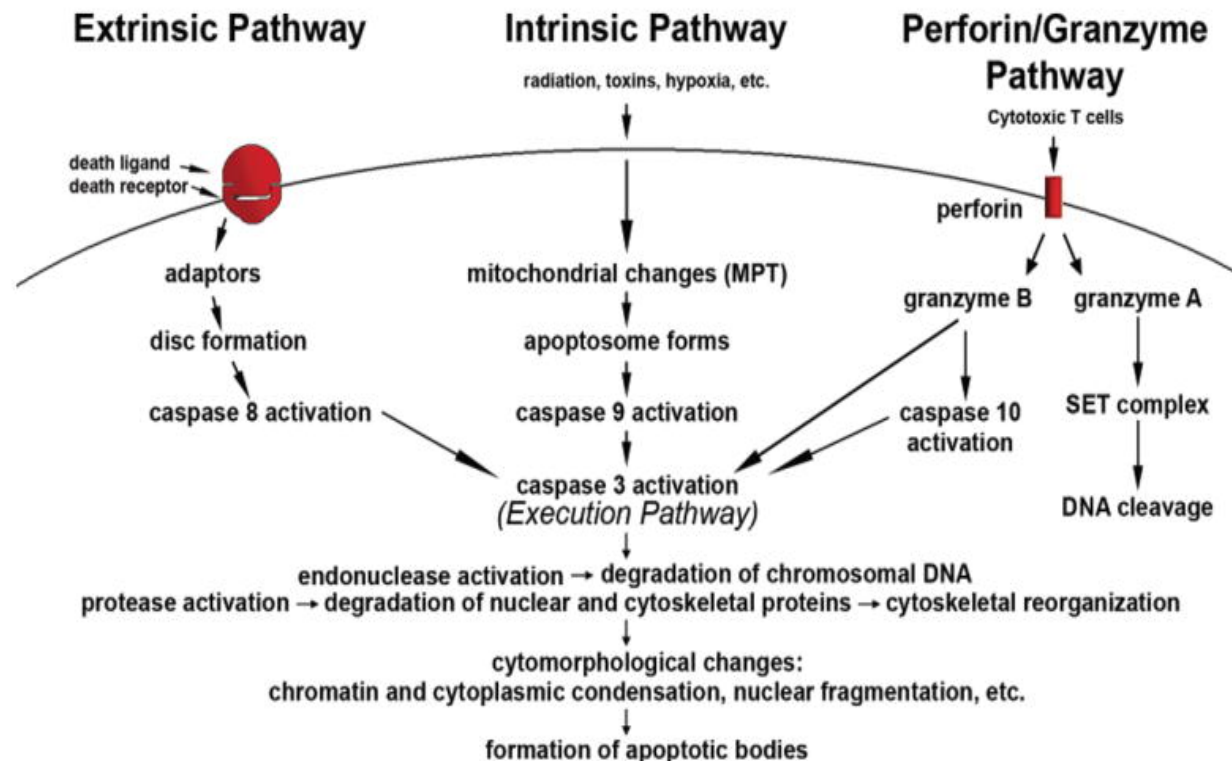 Extrinsic Pathway
Intrinsic Pathway
Perforin/Granzyme
Pathway
radiation, toxins, hypoxia, etc.
Cytotoxic T cells
death ligand
death receptor
perforin
adaptors
mitochondrial changes (MPT)
granzyme B
granzyme A
disc formation
apoptosome forms
caspase 8 activation
caspase 9 activation
caspase 10
activation
SET complex
caspase 3 activation
(Execution Pathway)
DNA cleavage
endonuclease activation → degradation of chromosomal DNA
protease activation → degradation of nuclear and cytoskeletal proteins → cytoskeletal reorganization
cytomorphological changes:
chromatin and cytoplasmic condensation, nuclear fragmentation, etc.
formation of apoptotic bodies